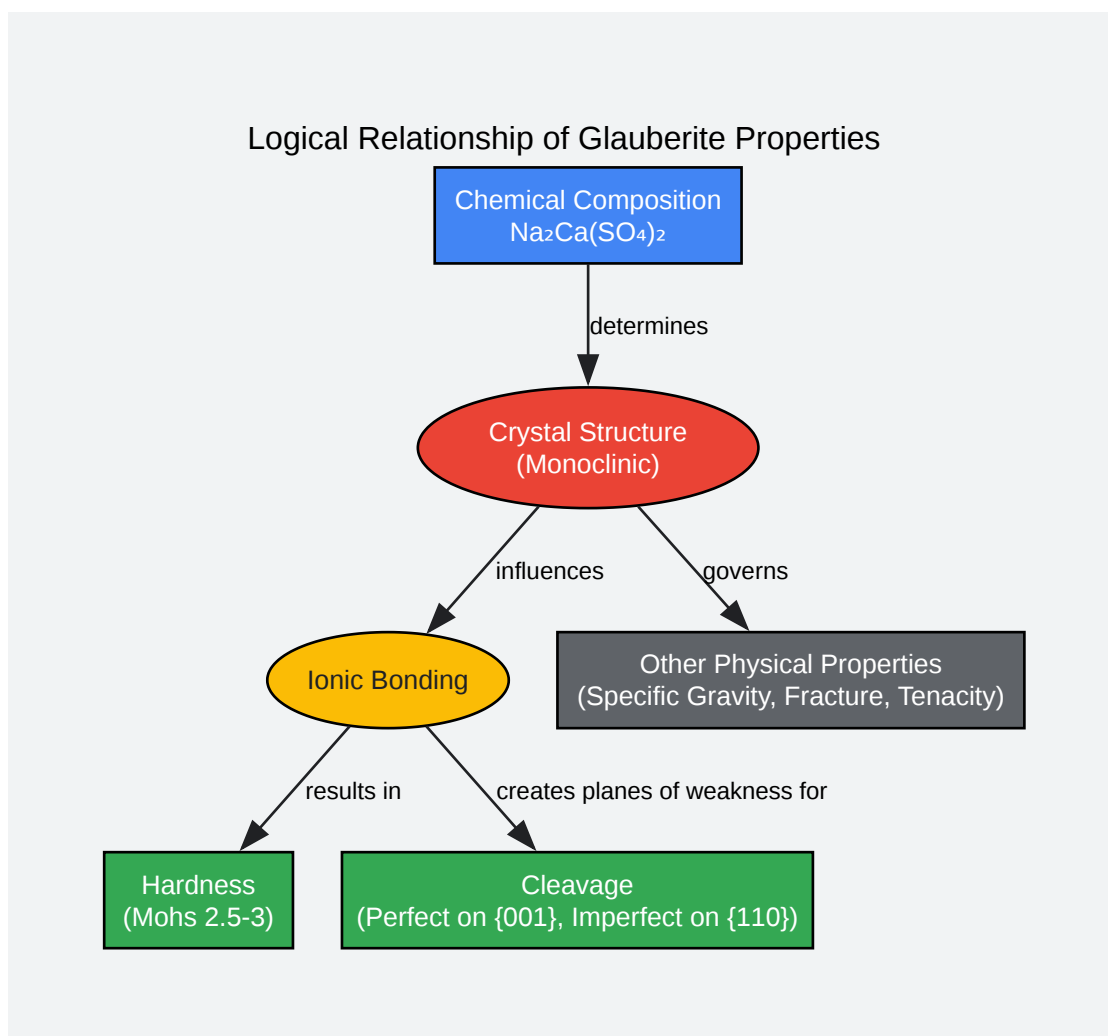 Logical Relationship of Glauberite Properties
Chemical Composition
Na₂Ca(SO₄)₂
determines
Crystal Structure
(Monoclinic)
influences
governs
Ionic Bonding
Other Physical Properties
(Specific Gravity, Fracture, Tenacity)
results in
creates planes of weakness for
Hardness
(Mohs 2.5-3)
Cleavage
(Perfect on {001}, Imperfect on {110})